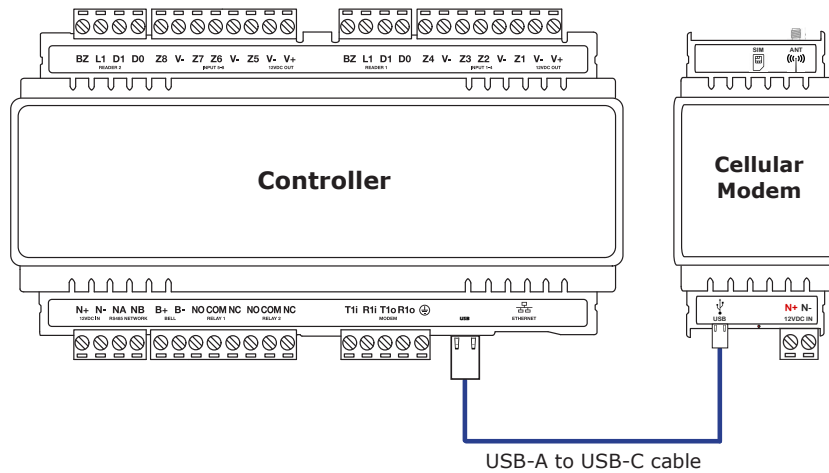 BZ L1 D1 D0 Z8 V- Z7 Z6 V- Z5 V- V+
READER 2 INPUT 5-8 12VDC OUT
BZ L1 D1 D0 Z4 V- Z3 Z2 V- Z1 V- V+
READER 1 INPUT 1-4 12VDC OUT
SIM ANT
Controller
Cellular
Modem
N+ N- NA NB B+ B- NO COM NC NO COM NC
12VDC IN RS485 NETWORK BELL RELAY 1 RELAY 2
T1i R1i T1o R1o
MODEM USB ETHERNET
N+ N-
USB 12VDC IN
USB-A to USB-C cable